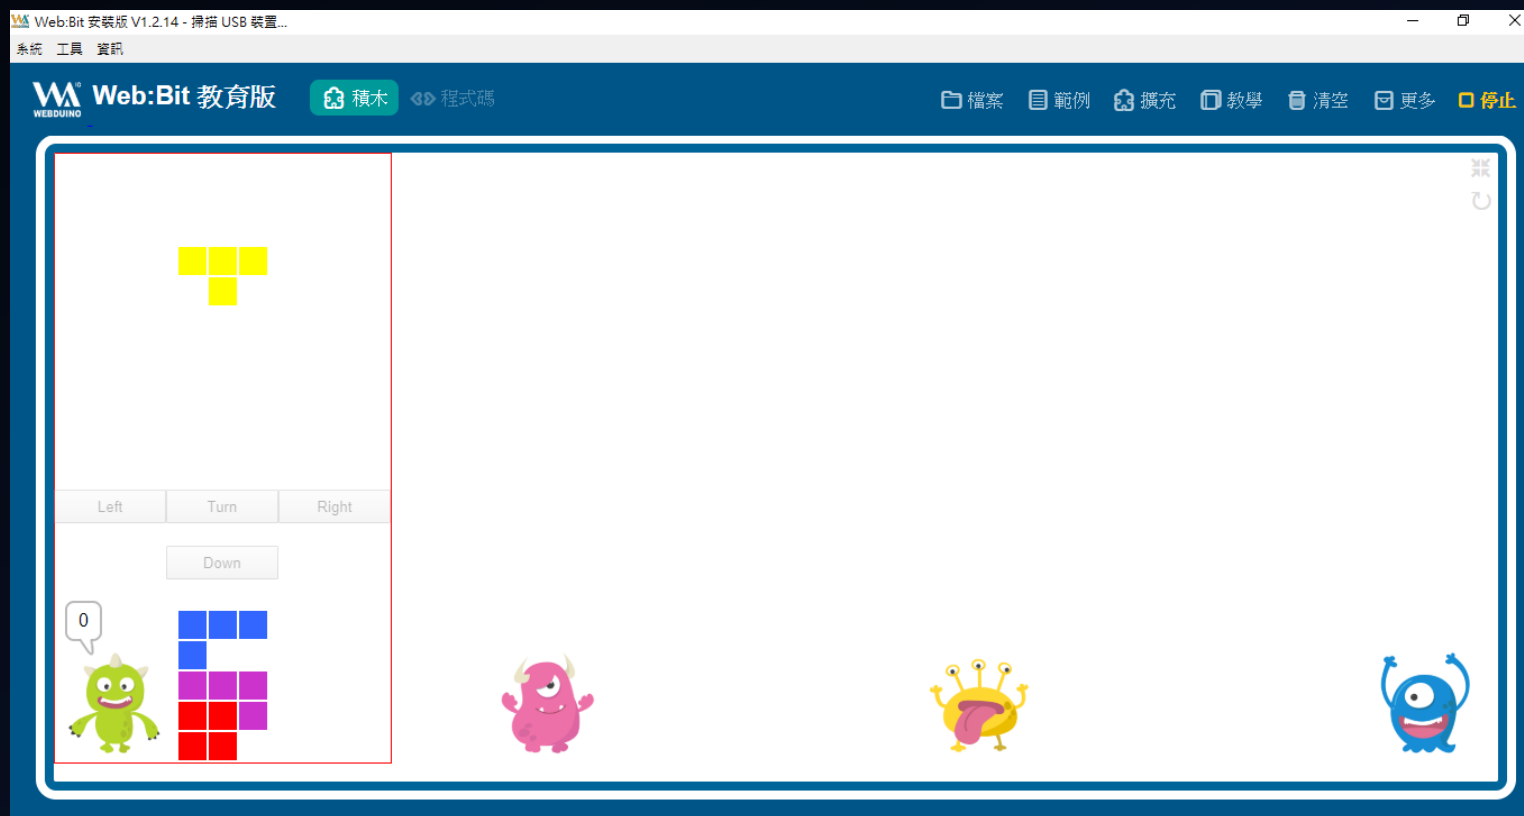 Web:Bit 安裝版 V1.2.14 - 掃描 USB 裝置...
系統 工具 資訊
WEBDUINO Web:Bit 教育版 積木 程式碼 檔案 範例 擴充 教學 清空 更多 停止
Left Turn Right
Down
0